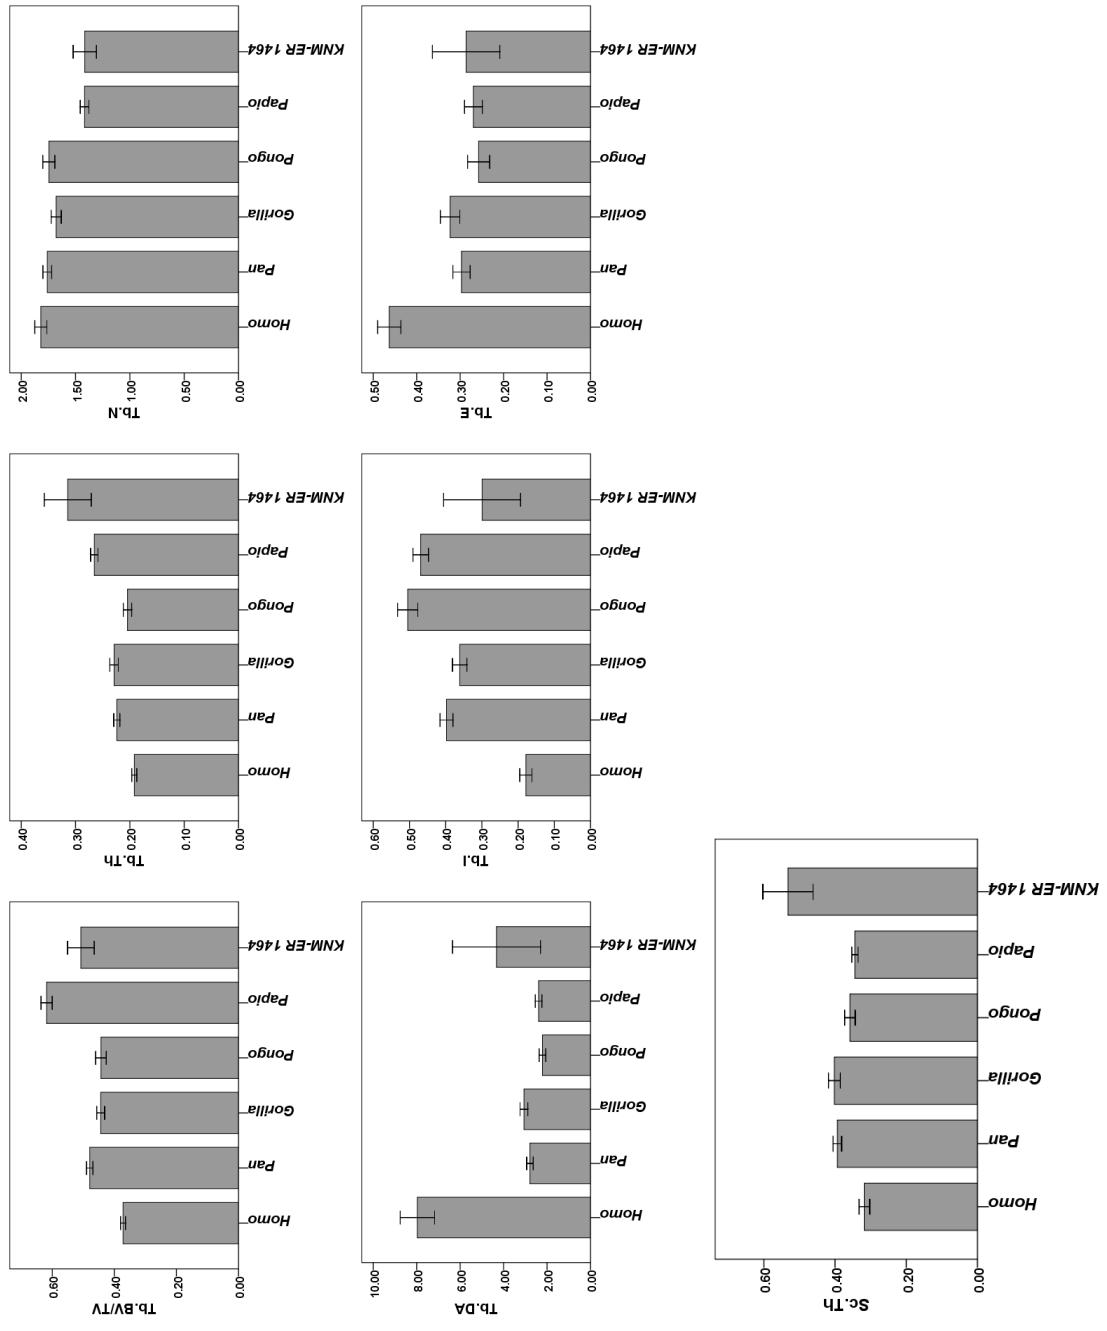 Tb.N
2.00
1.50
1.00
0.50
0.00
Homo
Pan
Gorilla
Pongo
Papio
KNM-ER 1464
Tb.E
0.50
0.40
0.30
0.20
0.10
0.00
Homo
Pan
Gorilla
Pongo
Papio
KNM-ER 1464
Tb.Th
0.40
0.30
0.20
0.10
0.00
Homo
Pan
Gorilla
Pongo
Papio
KNM-ER 1464
Tb.I
0.60
0.50
0.40
0.30
0.20
0.10
0.00
Homo
Pan
Gorilla
Pongo
Papio
KNM-ER 1464
Tb.BV/TV
0.60
0.40
0.20
0.00
Homo
Pan
Gorilla
Pongo
Papio
KNM-ER 1464
Tb.DA
10.00
8.00
6.00
4.00
2.00
0.00
Homo
Pan
Gorilla
Pongo
Papio
KNM-ER 1464
Sc.Th
0.60
0.40
0.20
0.00
Homo
Pan
Gorilla
Pongo
Papio
KNM-ER 1464